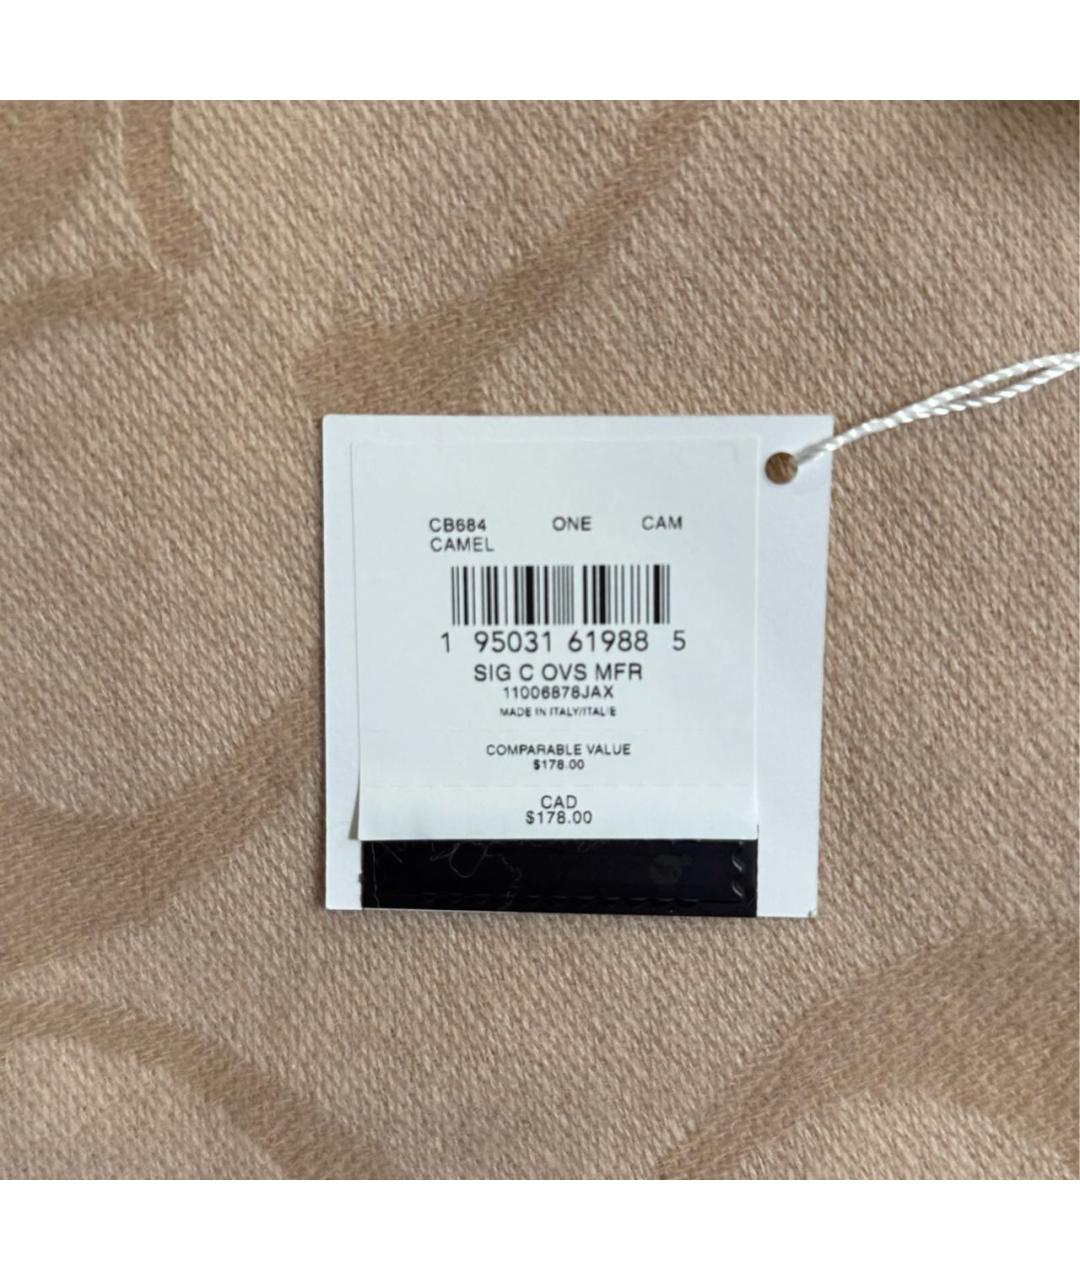 CB684 ONE CAM
CAMEL
1 95031 61988 5
SIG C OVS MFR
11006878JAX
MADE IN ITALY/ITALIE
COMPARABLE VALUE
$178.00
CAD
$178.00